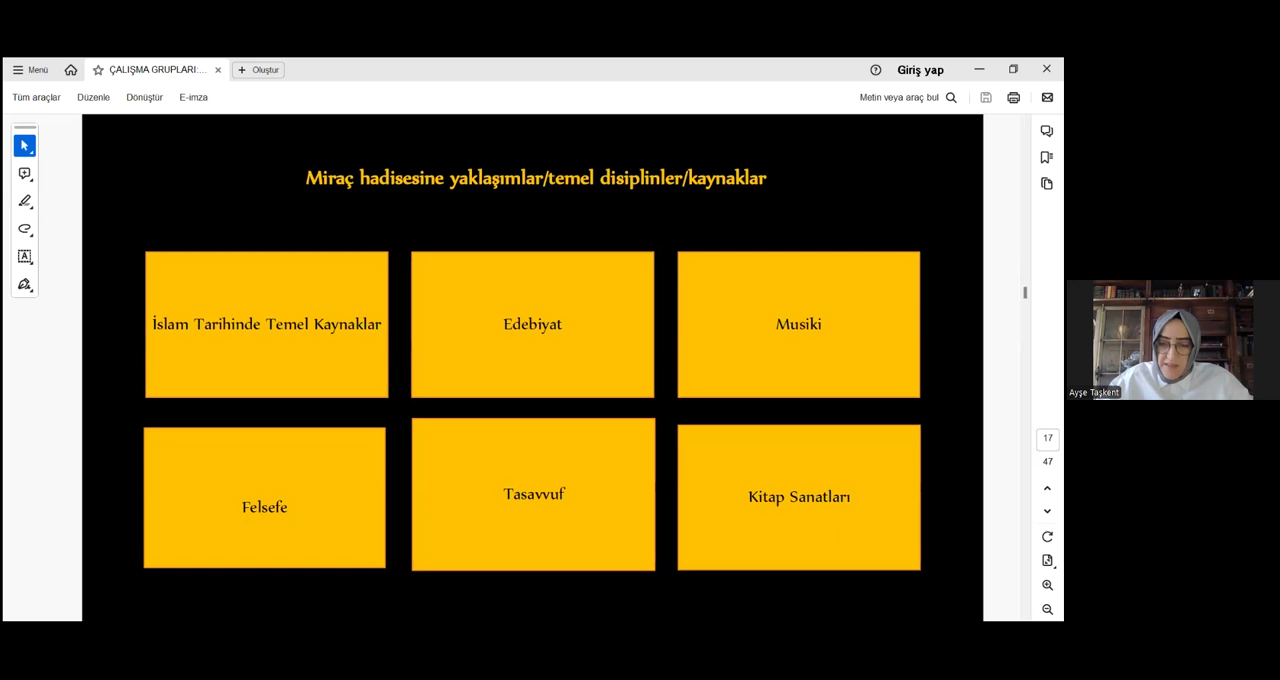 Menü
ÇALIŞMA GRUPLARI:...
Oluştur
Giriş yap
Tüm araçlar
Düzenle
Dönüştür
E-imza
Metin veya araç bul
Miraç hadisesine yaklaşımlar/temel disiplinler/kaynaklar
İslam Tarihinde Temel Kaynaklar
Edebiyat
Musiki
Felsefe
Tasavvuf
Kitap Sanatları
Ayşe Taşkent
17
47